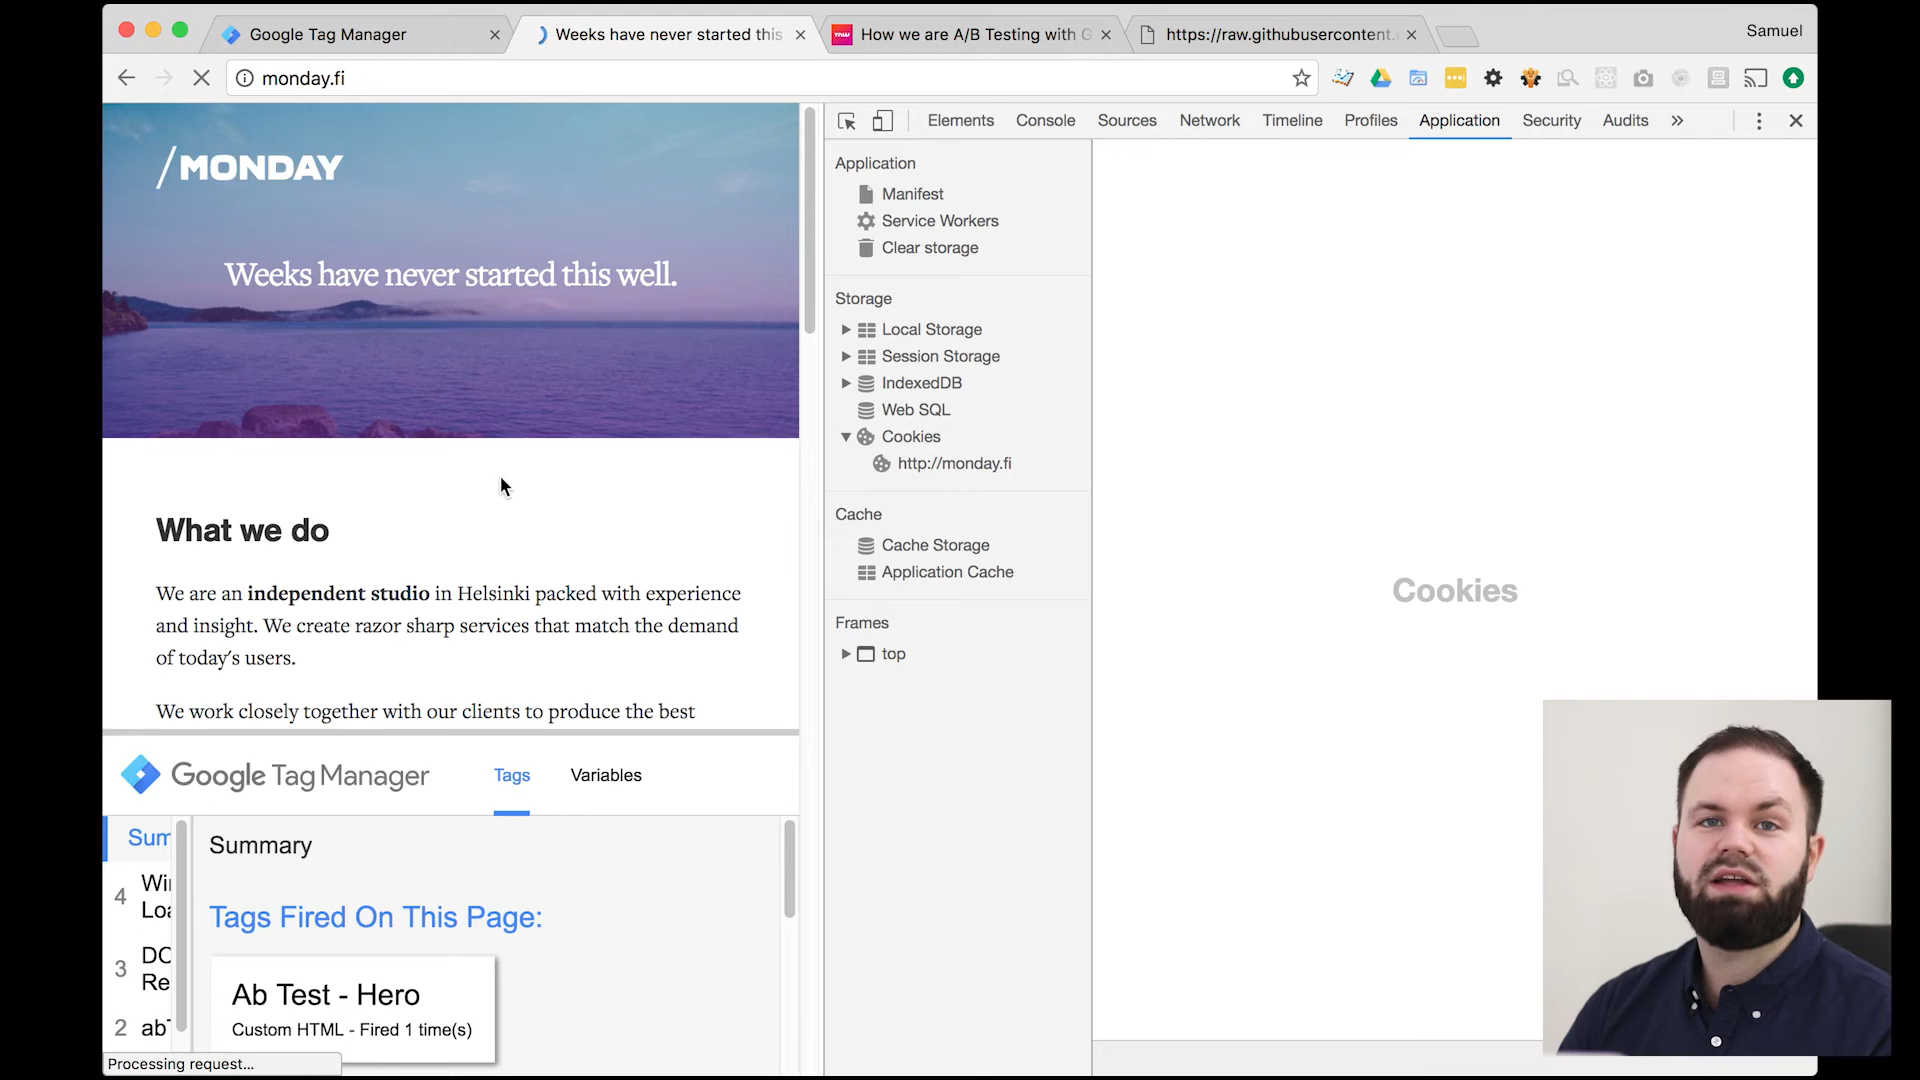 Google Tag Manager
Weeks have never started this
How we are A/B Testing with G
https://raw.githubusercontent.
Samuel
monday.fi
/MONDAY
Weeks have never started this well.
What we do
We are an independent studio in Helsinki packed with experience
and insight. We create razor sharp services that match the demand
of today's users.
We work closely together with our clients to produce the best
Google Tag Manager
Tags
Variables
Sum
4
Wi
Loa
3
DO
Re
2
ab
Summary
Tags Fired On This Page:
Ab Test - Hero
Custom HTML - Fired 1 time(s)
Processing request...
Elements
Console
Sources
Network
Timeline
Profiles
Application
Security
Audits
Application
Manifest
Service Workers
Clear storage
Storage
Local Storage
Session Storage
IndexedDB
Web SQL
Cookies
http://monday.fi
Cache
Cache Storage
Application Cache
Frames
top
Cookies